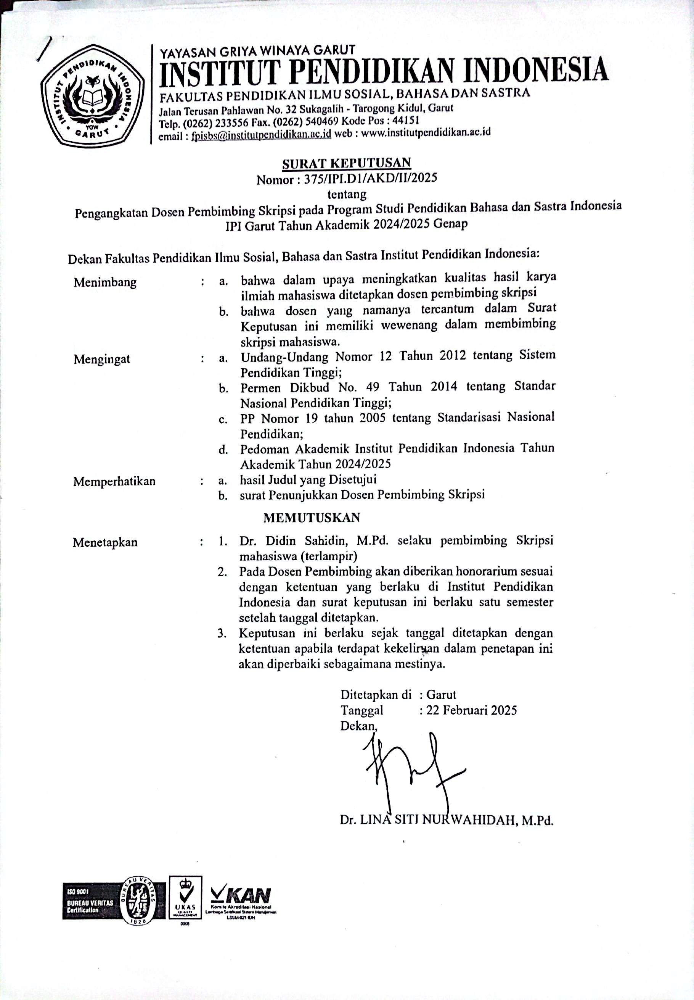 YAYASAN GRIYA WINAYA GARUT
INSTITUT PENDIDIKAN INDONESIA
FAKULTAS PENDIDIKAN ILMU SOSIAL, BAHASA DAN SASTRA
Jalan Terusan Pahlawan No. 32 Sukagalih - Tarogong Kidul, Garut
Telp. (0262) 233556 Fax. (0262) 540469 Kode Pos : 44151
email : fpisbs@institutpendidikan.ac.id web : www.institutpendidikan.ac.id
INSTITUT PENDIDIKAN INDONESIA
YGW
GARUT
SURAT KEPUTUSAN
Nomor : 375/IPI.D1/AKD/II/2025
tentang
Pengangkatan Dosen Pembimbing Skripsi pada Program Studi Pendidikan Bahasa dan Sastra Indonesia
IPI Garut Tahun Akademik 2024/2025 Genap
Dekan Fakultas Pendidikan Ilmu Sosial, Bahasa dan Sastra Institut Pendidikan Indonesia:
Menimbang : a. bahwa dalam upaya meningkatkan kualitas hasil karya
ilmiah mahasiswa ditetapkan dosen pembimbing skripsi
b. bahwa dosen yang namanya tercantum dalam Surat
Keputusan ini memiliki wewenang dalam membimbing
skripsi mahasiswa.
Mengingat : a. Undang-Undang Nomor 12 Tahun 2012 tentang Sistem
Pendidikan Tinggi;
b. Permen Dikbud No. 49 Tahun 2014 tentang Standar
Nasional Pendidikan Tinggi;
c. PP Nomor 19 tahun 2005 tentang Standarisasi Nasional
Pendidikan;
d. Pedoman Akademik Institut Pendidikan Indonesia Tahun
Akademik Tahun 2024/2025
Memperhatikan : a. hasil Judul yang Disetujui
b. surat Penunjukkan Dosen Pembimbing Skripsi
MEMUTUSKAN
Menetapkan : 1. Dr. Didin Sahidin, M.Pd. selaku pembimbing Skripsi
mahasiswa (terlampir)
2. Pada Dosen Pembimbing akan diberikan honorarium sesuai
dengan ketentuan yang berlaku di Institut Pendidikan
Indonesia dan surat keputusan ini berlaku satu semester
setelah tanggal ditetapkan.
3. Keputusan ini berlaku sejak tanggal ditetapkan dengan
ketentuan apabila terdapat kekeliruan dalam penetapan ini
akan diperbaiki sebagaimana mestinya.
Ditetapkan di : Garut
Tanggal : 22 Februari 2025
Dekan,
Dr. LINA SITI NURWAHIDAH, M.Pd.
ISO 9001
BUREAU VERITAS
Certification
BUREAU VERITAS
1828
UKAS
QUALITY
MANAGEMENT
0008
KAN
Komite Akreditasi Nasional
Lembaga Sertifikasi Sistem Manajemen
LSSM-021-IDN